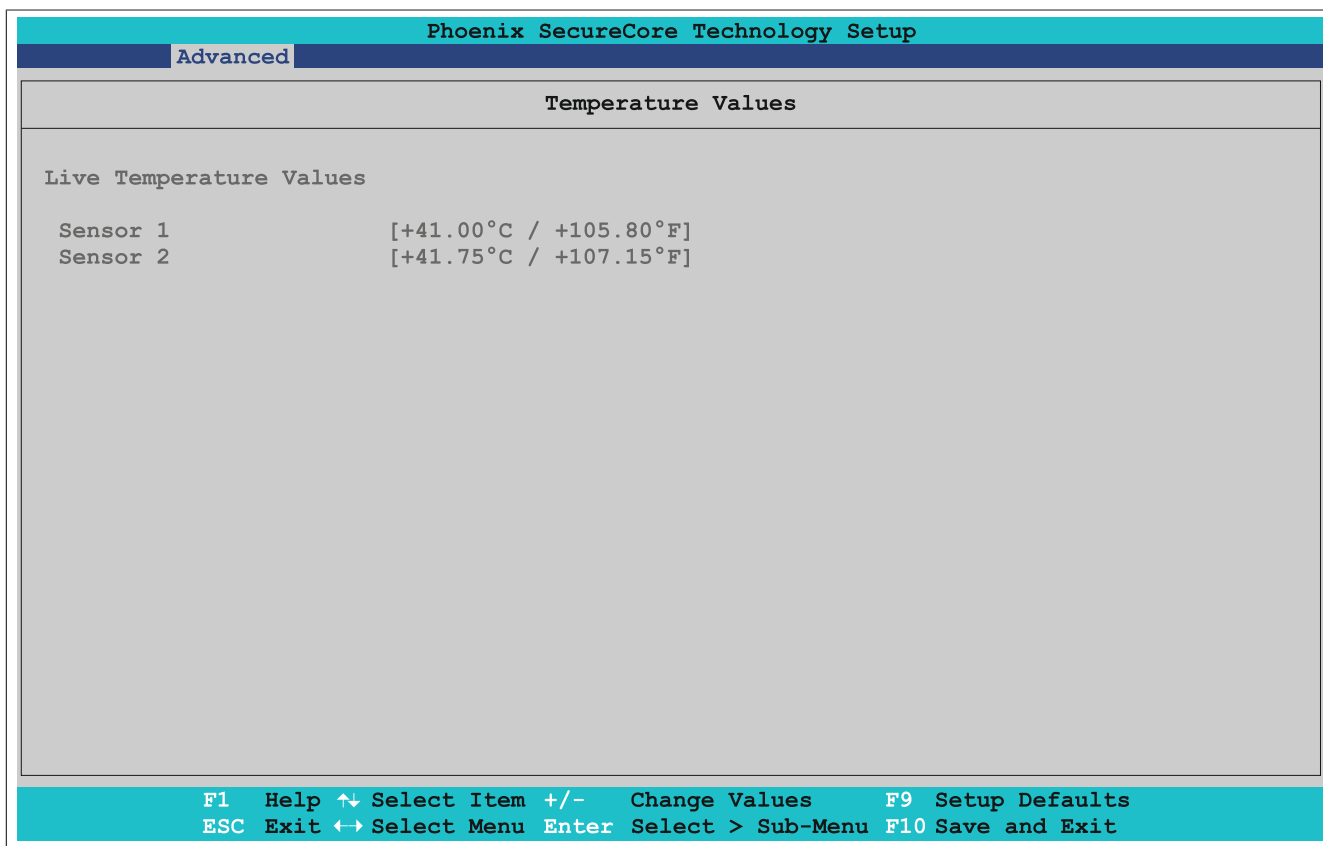 Phoenix SecureCore Technology Setup
Advanced
Temperature Values
Live Temperature Values
Sensor 1 [+41.00°C / +105.80°F]
Sensor 2 [+41.75°C / +107.15°F]
F1 Help ↑↓ Select Item +/- Change Values F9 Setup Defaults
ESC Exit ←→ Select Menu Enter Select > Sub-Menu F10 Save and Exit